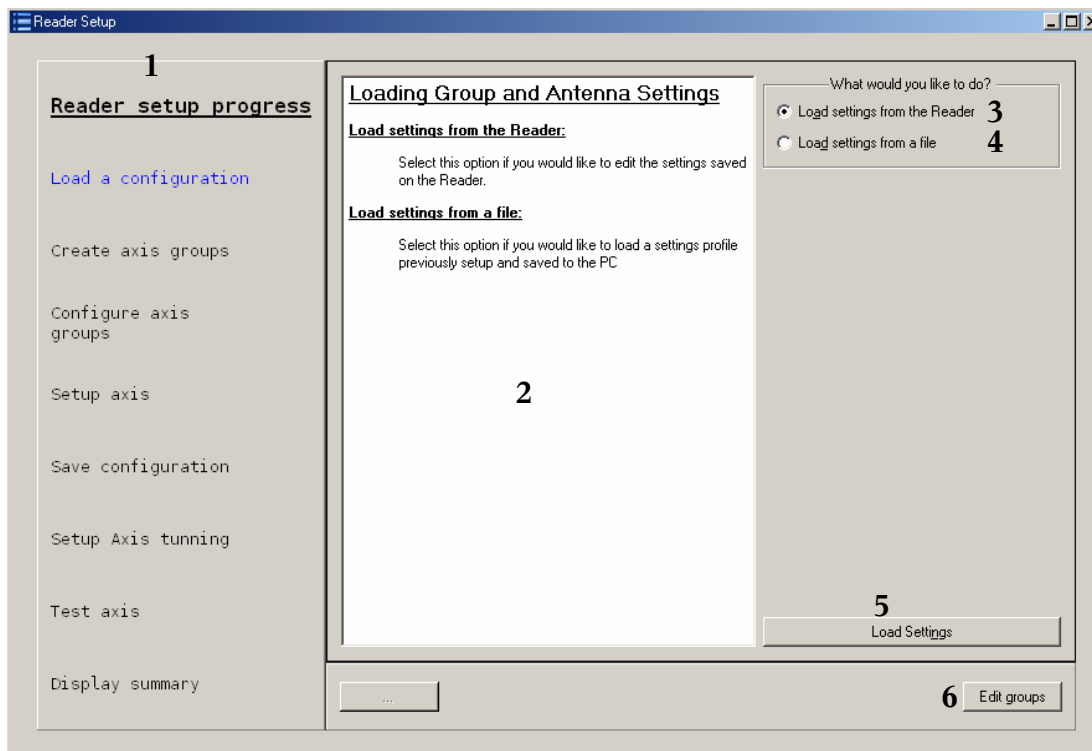 Reader Setup
1
Reader setup progress
Load a configuration
Create axis groups
Configure axis
groups
Setup axis
Save configuration
Setup Axis tunning
Test axis
Display summary
Loading Group and Antenna Settings
Load settings from the Reader:
Select this option if you would like to edit the settings saved
on the Reader.
Load settings from a file:
Select this option if you would like to load a settings profile
previously setup and saved to the PC
2
What would you like to do?
Load settings from the Reader 3
Load settings from a file 4
5
Load Settings
...
6 Edit groups